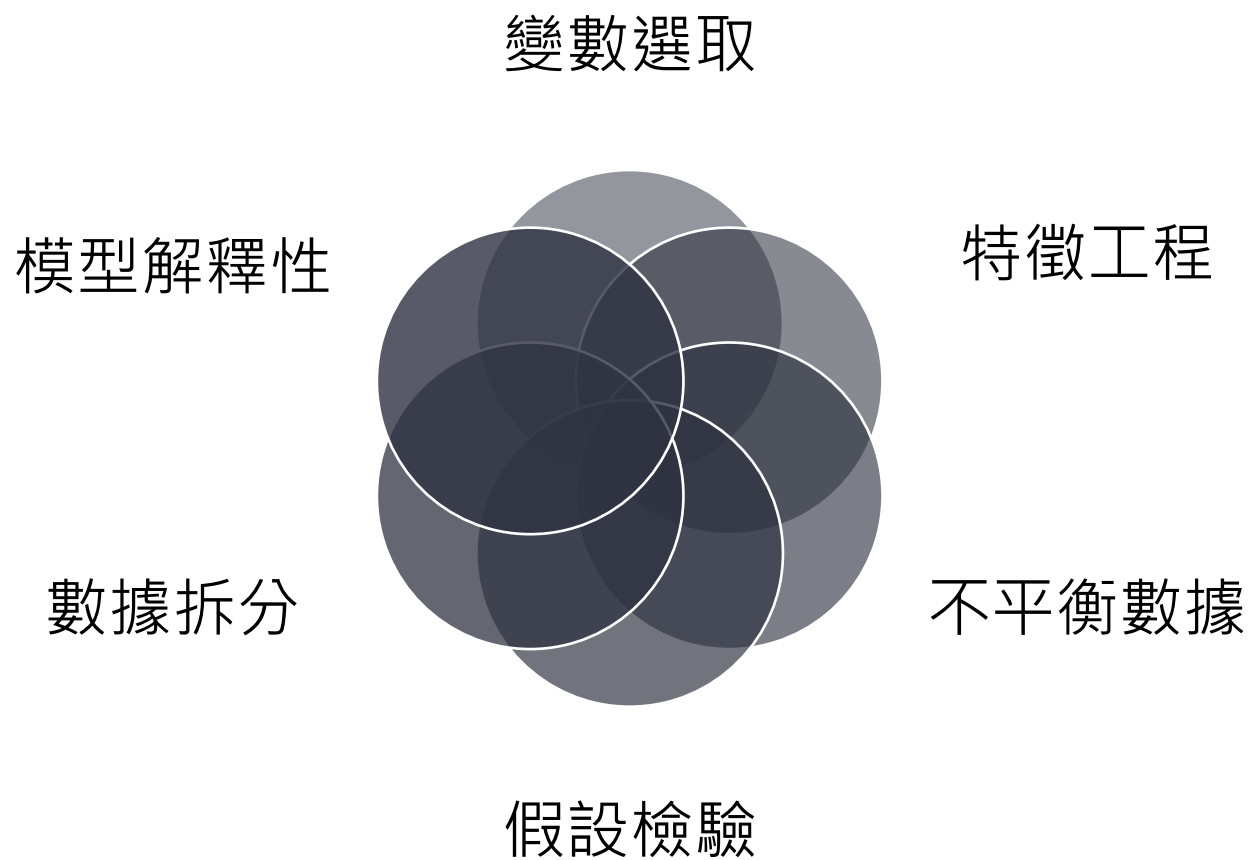 變數選取
模型解釋性
特徵工程
數據拆分
不平衡數據
假設檢驗